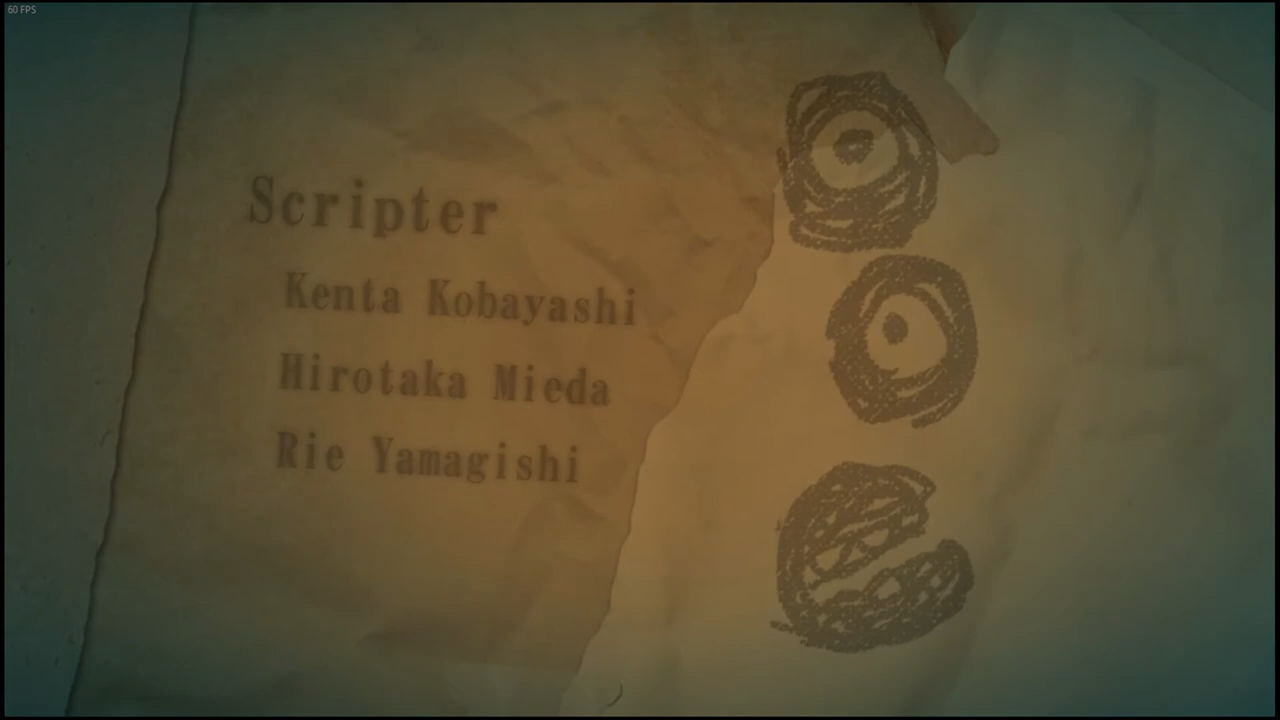 60 FPS
Scripter
Kenta Kobayashi
Hirotaka Mieda
Rie Yamagishi